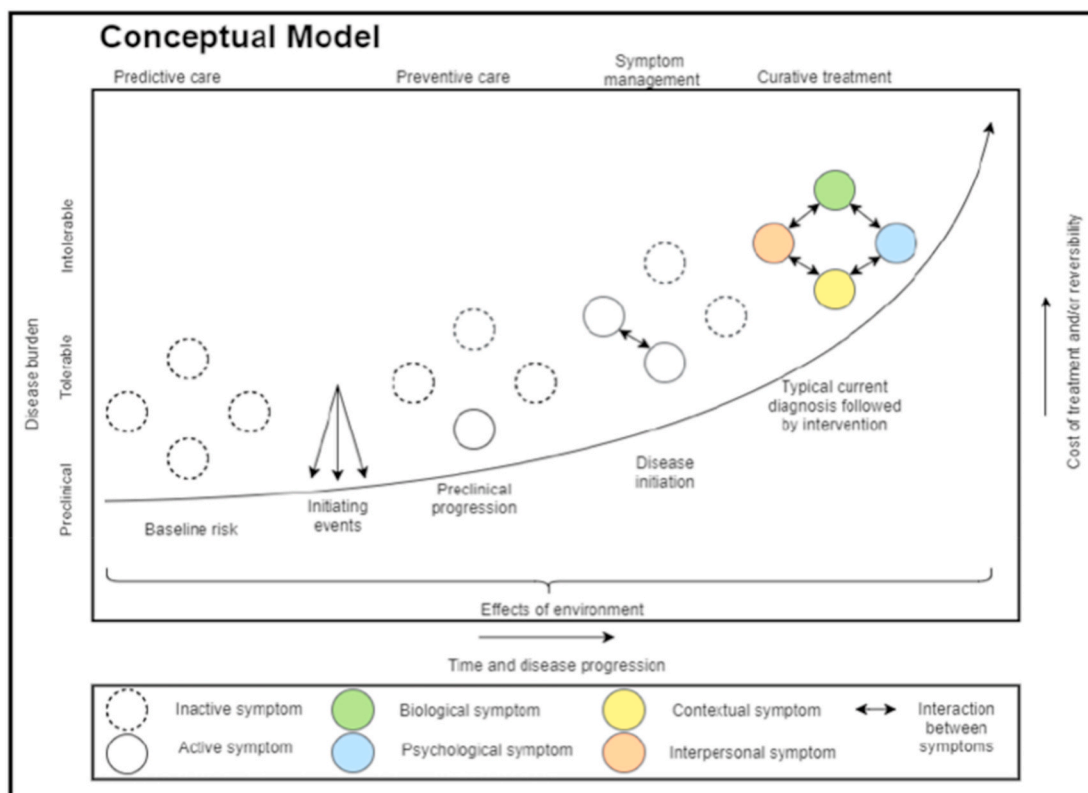 Conceptual Model
Predictive care
Preventive care
Symptom
management
Curative treatment
Disease burden
Intolerable
Tolerable
Preclinical
Cost of treatment and/or reversibility
Typical current
diagnosis followed
by intervention
Disease
initiation
Preclinical
progression
Initiating
events
Baseline risk
Effects of environment
Time and disease progression
Inactive symptom
Biological symptom
Contextual symptom
Interaction
between
symptoms
Active symptom
Psychological symptom
Interpersonal symptom